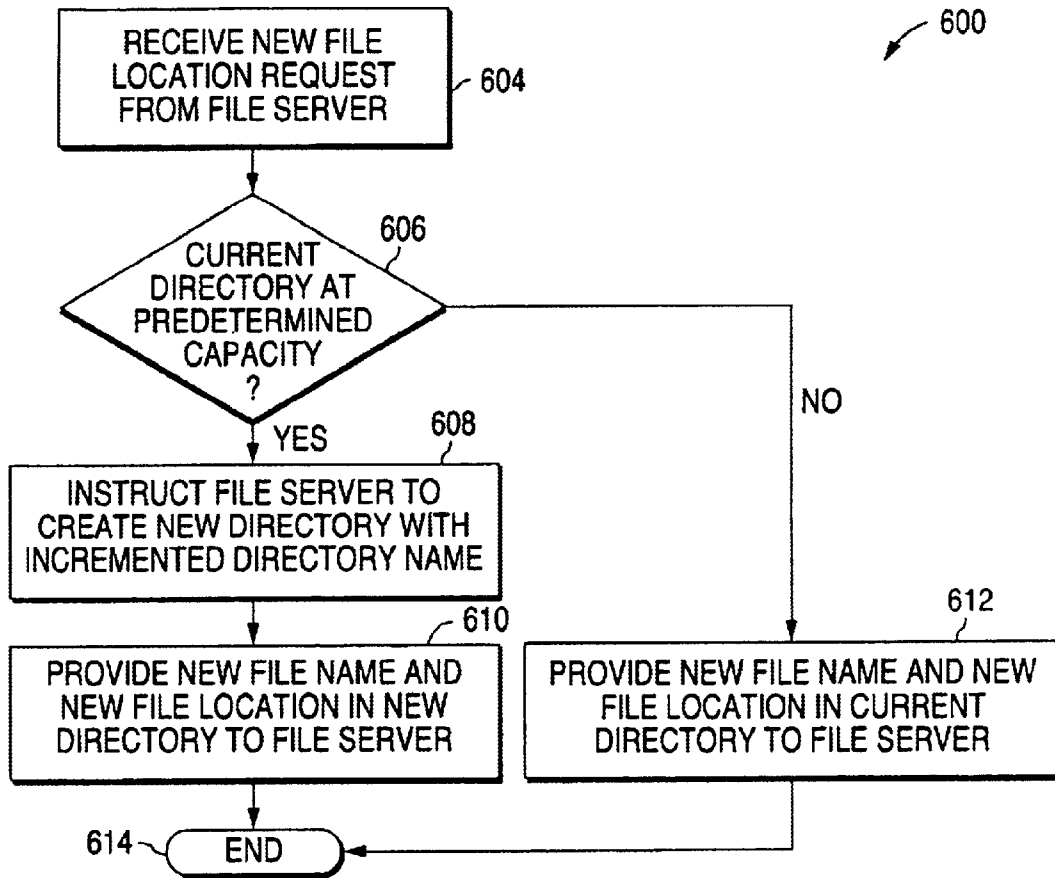 600
RECEIVE NEW FILE
LOCATION REQUEST
FROM FILE SERVER
604
606
CURRENT
DIRECTORY AT
PREDETERMINED
CAPACITY
?
NO
YES
608
INSTRUCT FILE SERVER TO
CREATE NEW DIRECTORY WITH
INCREMENTED DIRECTORY NAME
610
PROVIDE NEW FILE NAME AND
NEW FILE LOCATION IN NEW
DIRECTORY TO FILE SERVER
612
PROVIDE NEW FILE NAME AND NEW
FILE LOCATION IN CURRENT
DIRECTORY TO FILE SERVER
614
END